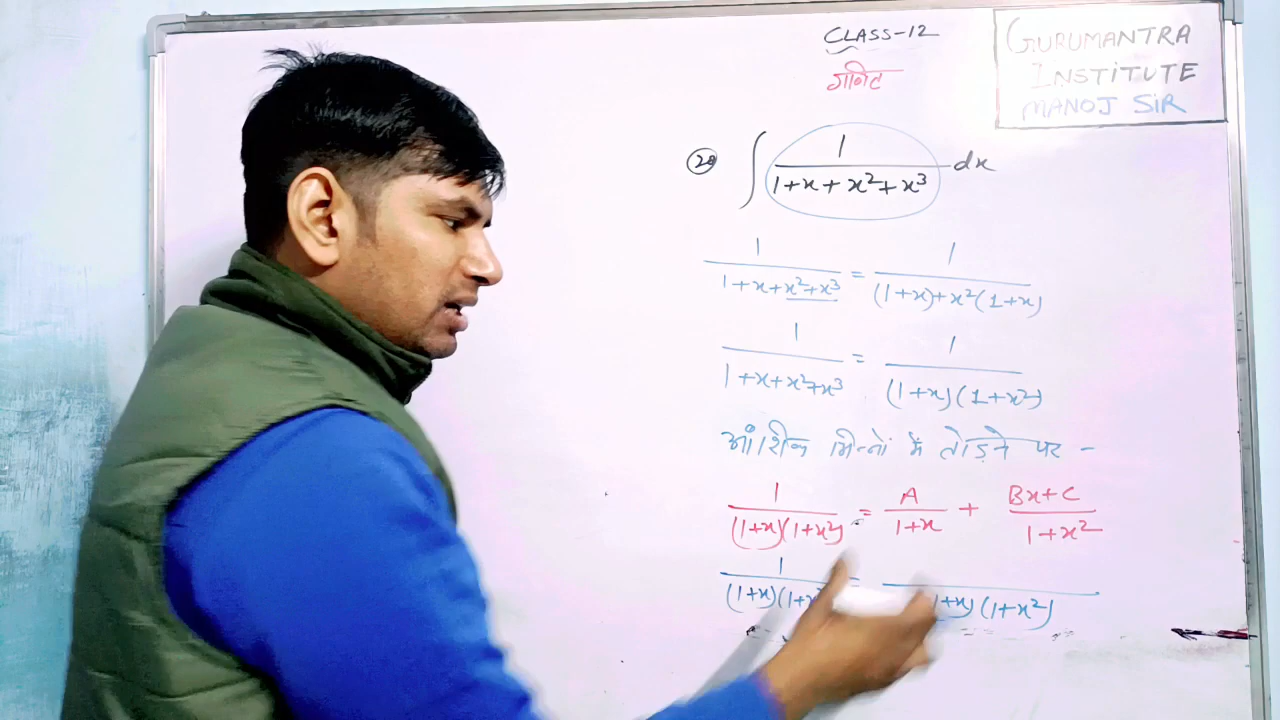 CLASS-12
गणित
GURUMANTRA
INSTITUTE
MANOJ SIR
(28) ∫ 1/(1+x+x²+x³) dx
1/(1+x+x²+x³) = 1/((1+x)+x²(1+x))
1/(1+x+x²+x³) = 1/((1+x)(1+x²))
आंशिक भिन्नों में तोड़ने पर -
1/((1+x)(1+x²)) = A/(1+x) + (Bx+C)/(1+x²)
1/((1+x)(1+x = /(1+x)(1+x²)